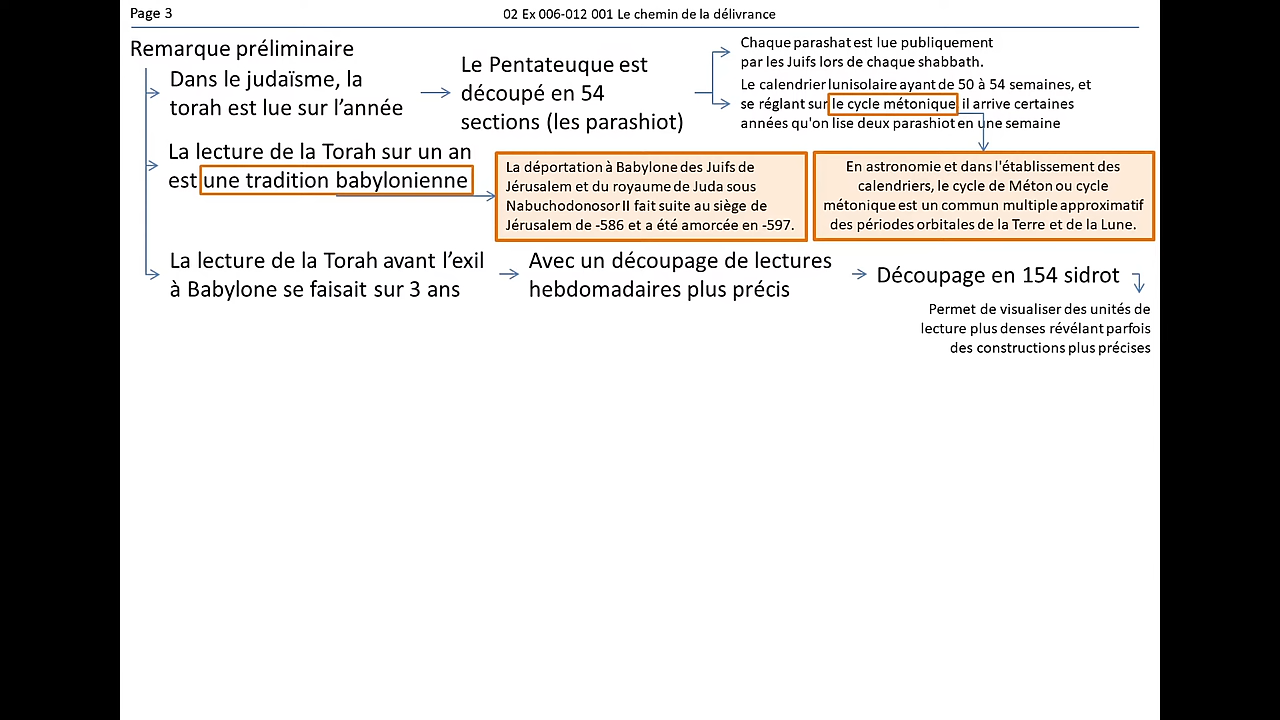 Page 3
02 Ex 006-012 001 Le chemin de la délivrance
Remarque préliminaire
Dans le judaïsme, la
torah est lue sur l'année
Le Pentateuque est
découpé en 54
sections (les parashiot)
Chaque parashat est lue publiquement
par les Juifs lors de chaque shabbath.
Le calendrier lunisolaire ayant de 50 à 54 semaines, et
se réglant sur le cycle métonique, il arrive certaines
années qu'on lise deux parashiot en une semaine
La lecture de la Torah sur un an
est une tradition babylonienne
La déportation à Babylone des Juifs de
Jérusalem et du royaume de Juda sous
Nabuchodonosor II fait suite au siège de
Jérusalem de -586 et a été amorcée en -597.
En astronomie et dans l'établissement des
calendriers, le cycle de Méton ou cycle
métonique est un commun multiple approximatif
des périodes orbitales de la Terre et de la Lune.
La lecture de la Torah avant l'exil
à Babylone se faisait sur 3 ans
Avec un découpage de lectures
hebdomadaires plus précis
Découpage en 154 sidrot
Permet de visualiser des unités de
lecture plus denses révélant parfois
des constructions plus précises